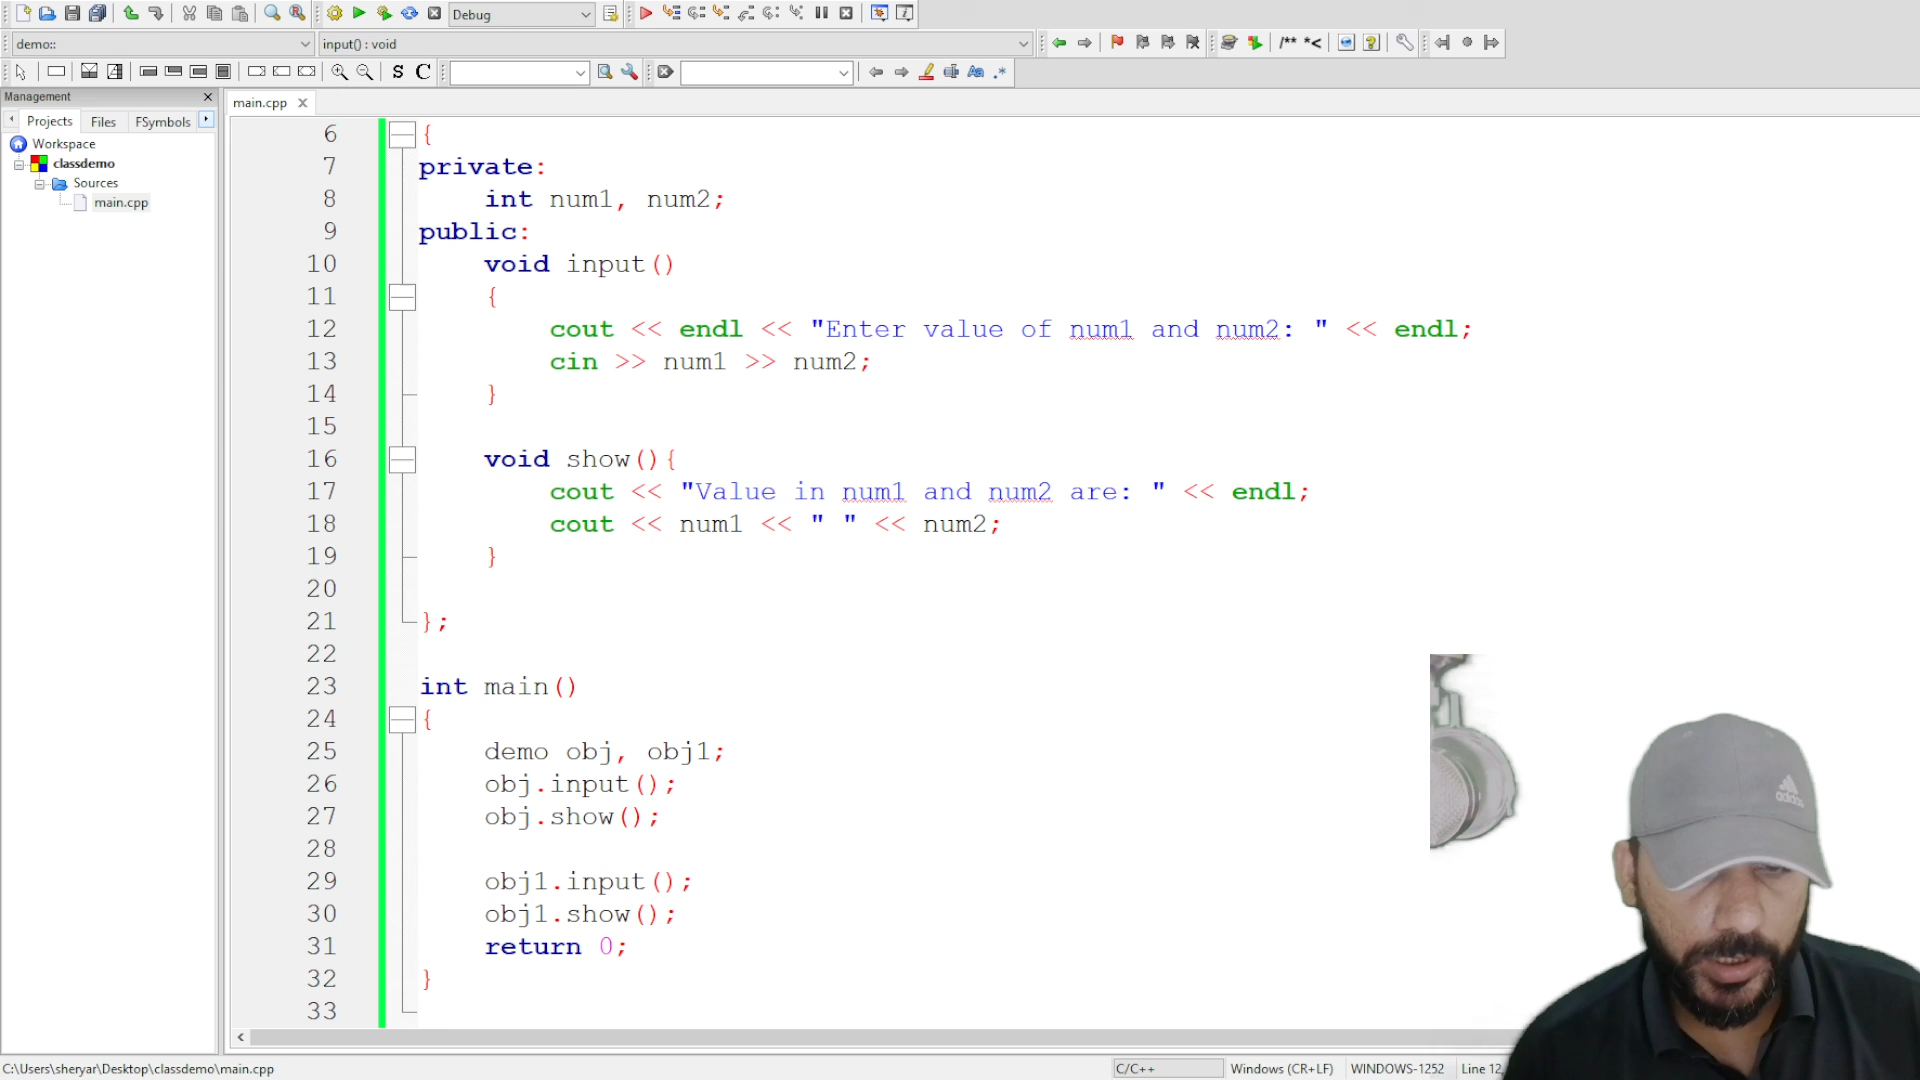 Debug
demo::
input() : void
/** *<
S C
Aa .*
Management
main.cpp
Projects Files FSymbols
Workspace
classdemo
Sources
main.cpp
6 {
7 private:
8 int num1, num2;
9 public:
10 void input()
11 {
12 cout << endl << "Enter value of num1 and num2: " << endl;
13 cin >> num1 >> num2;
14 }
15
16 void show(){
17 cout << "Value in num1 and num2 are: " << endl;
18 cout << num1 << " " << num2;
19 }
20
21 };
22
23 int main()
24 {
25 demo obj, obj1;
26 obj.input();
27 obj.show();
28
29 obj1.input();
30 obj1.show();
31 return 0;
32 }
33
adidas
C:\Users\sheryar\Desktop\classdemo\main.cpp
C/C++
Windows (CR+LF)
WINDOWS-1252
Line 12,